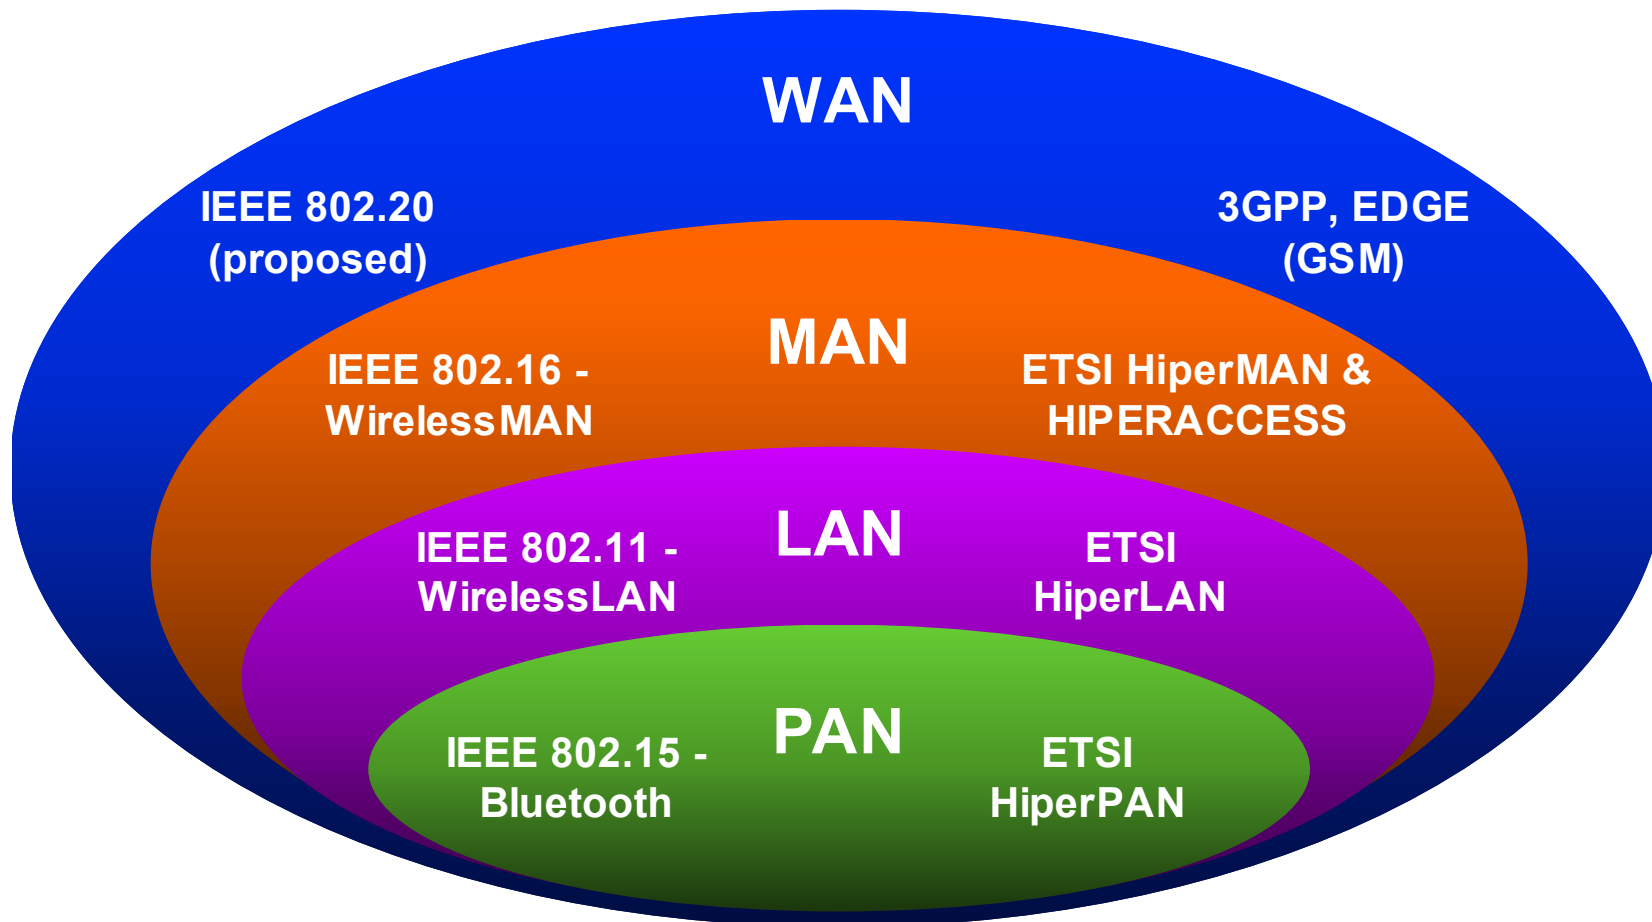 WAN
IEEE 802.20
(proposed)
3GPP, EDGE
(GSM)
MAN
IEEE 802.16 -
WirelessMAN
ETSI HiperMAN &
HIPERACCESS
LAN
IEEE 802.11 -
WirelessLAN
ETSI
HiperLAN
PAN
IEEE 802.15 -
Bluetooth
ETSI
HiperPAN